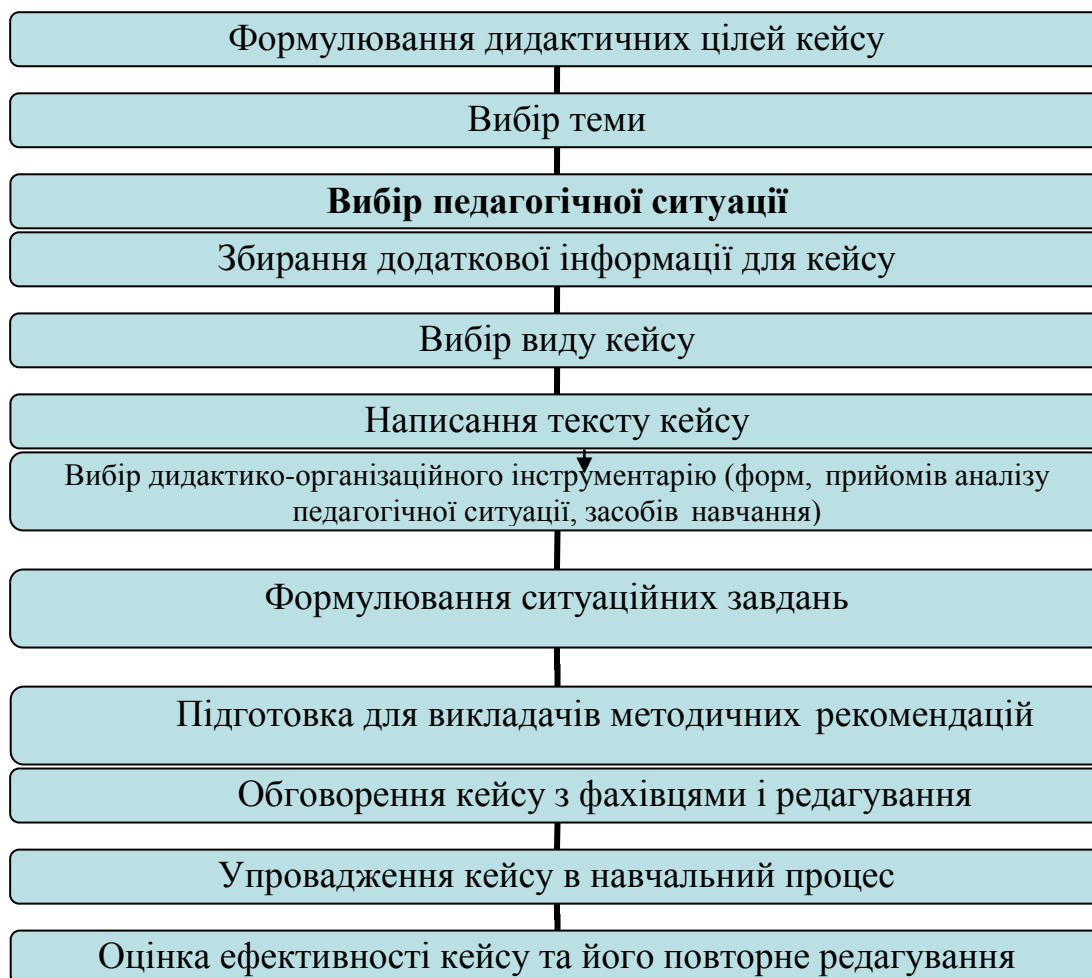 Формулювання дидактичних цілей кейсу
Вибір теми
Вибір педагогічної ситуації
Збирання додаткової інформації для кейсу
Вибір виду кейсу
Написання тексту кейсу
Вибір дидактико-організаційного інструментарію (форм, прийомів аналізу
педагогічної ситуації, засобів навчання)
Формулювання ситуаційних завдань
Підготовка для викладачів методичних рекомендацій
Обговорення кейсу з фахівцями і редагування
Упровадження кейсу в навчальний процес
Оцінка ефективності кейсу та його повторне редагування